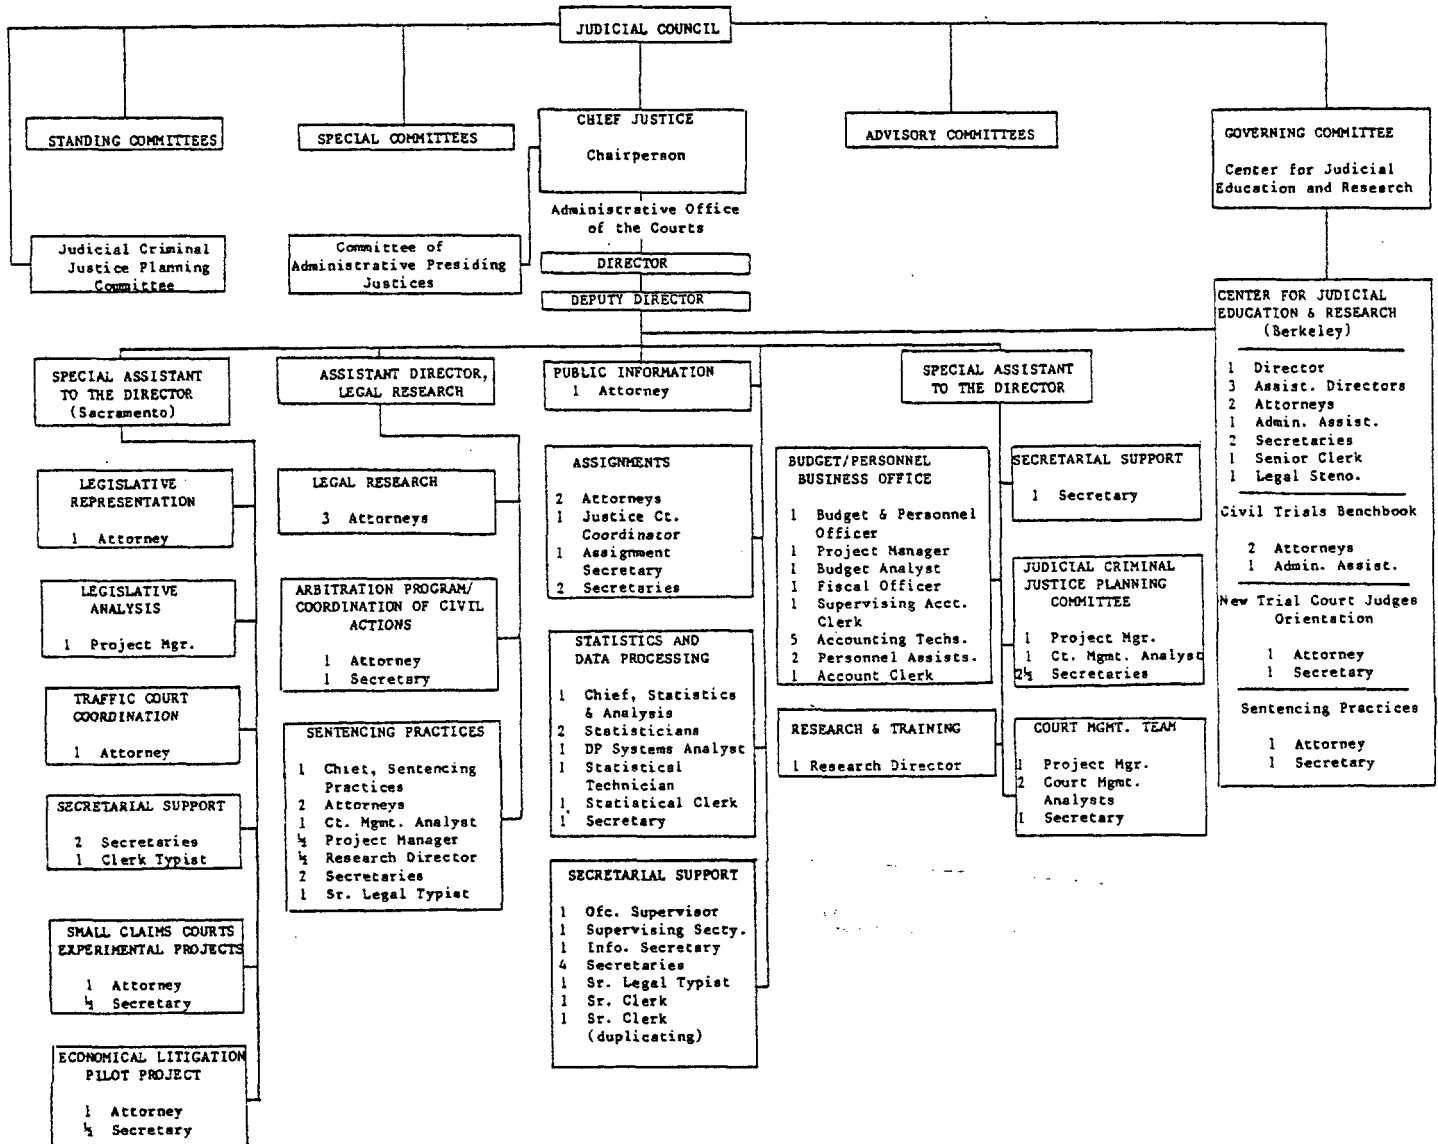 JUDICIAL COUNCIL
STANDING COMMITTEES
SPECIAL COMMITTEES
CHIEF JUSTICE
Chairperson
ADVISORY COMMITTEES
GOVERNING COMMITTEE
Center for Judicial
Education and Research
Administrative Office
of the Courts
Judicial Criminal
Justice Planning
Committee
Committee of
Administrative Presiding
Justices
DIRECTOR
DEPUTY DIRECTOR
CENTER FOR JUDICIAL
EDUCATION & RESEARCH
(Berkeley)
1 Director
3 Assist. Directors
2 Attorneys
1 Admin. Assist.
2 Secretaries
1 Senior Clerk
1 Legal Steno.
Civil Trials Benchbook
2 Attorneys
1 Admin. Assist.
New Trial Court Judges
Orientation
1 Attorney
1 Secretary
Sentencing Practices
1 Attorney
1 Secretary
SPECIAL ASSISTANT
TO THE DIRECTOR
(Sacramento)
LEGISLATIVE
REPRESENTATION
1 Attorney
LEGISLATIVE
ANALYSIS
1 Project Mgr.
TRAFFIC COURT
COORDINATION
1 Attorney
SECRETARIAL SUPPORT
2 Secretaries
1 Clerk Typist
SMALL CLAIMS COURTS
EXPERIMENTAL PROJECTS
1 Attorney
½ Secretary
ECONOMICAL LITIGATION
PILOT PROJECT
1 Attorney
½ Secretary
ASSISTANT DIRECTOR,
LEGAL RESEARCH
LEGAL RESEARCH
3 Attorneys
ARBITRATION PROGRAM/
COORDINATION OF CIVIL
ACTIONS
1 Attorney
1 Secretary
SENTENCING PRACTICES
1 Chief, Sentencing
Practices
2 Attorneys
1 Ct. Mgmt. Analyst
½ Project Manager
½ Research Director
2 Secretaries
1 Sr. Legal Typist
PUBLIC INFORMATION
1 Attorney
ASSIGNMENTS
2 Attorneys
1 Justice Ct.
Coordinator
1 Assignment
Secretary
2 Secretaries
STATISTICS AND
DATA PROCESSING
1 Chief, Statistics
& Analysis
2 Statisticians
1 DP Systems Analyst
1 Statistical
Technician
1 Statistical Clerk
1 Secretary
SECRETARIAL SUPPORT
1 Ofc. Supervisor
1 Supervising Secty.
1 Info. Secretary
4 Secretaries
1 Sr. Legal Typist
1 Sr. Clerk
1 Sr. Clerk
(duplicating)
SPECIAL ASSISTANT
TO THE DIRECTOR
BUDGET/PERSONNEL
BUSINESS OFFICE
1 Budget & Personnel
Officer
1 Project Manager
1 Budget Analyst
1 Fiscal Officer
1 Supervising Acct.
Clerk
5 Accounting Techs.
2 Personnel Assists.
1 Account Clerk
RESEARCH & TRAINING
1 Research Director
SECRETARIAL SUPPORT
1 Secretary
JUDICIAL CRIMINAL
JUSTICE PLANNING
COMMITTEE
1 Project Mgr.
1 Ct. Mgmt. Analyst
2½ Secretaries
COURT MGMT. TEAM
1 Project Mgr.
2 Court Mgmt.
Analysts
1 Secretary